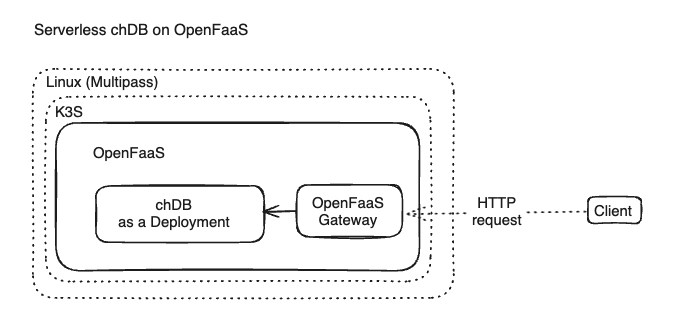 Serverless chDB on OpenFaaS
Linux (Multipass)
K3S
OpenFaaS
chDB
as a Deployment
OpenFaaS
Gateway
HTTP
request
Client